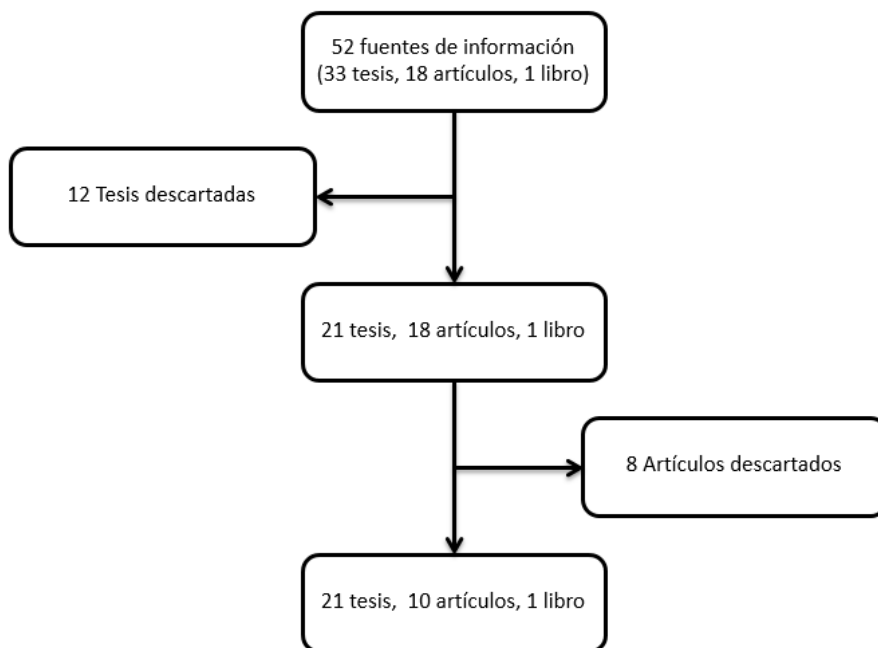 52 fuentes de información
(33 tesis, 18 artículos, 1 libro)
12 Tesis descartadas
21 tesis,  18 artículos, 1 libro
8 Artículos descartados
21 tesis,  10 artículos, 1 libro